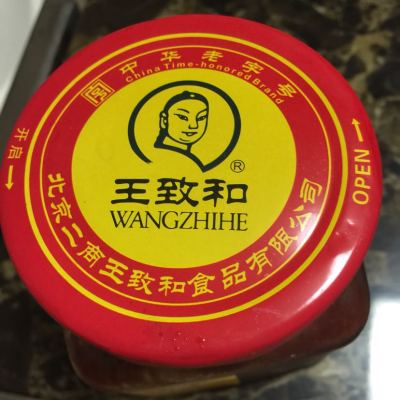 中华老字号
China Time-honored Brand
王致和
®
WANGZHIHE
北京二商王致和食品有限公司
开启
OPEN